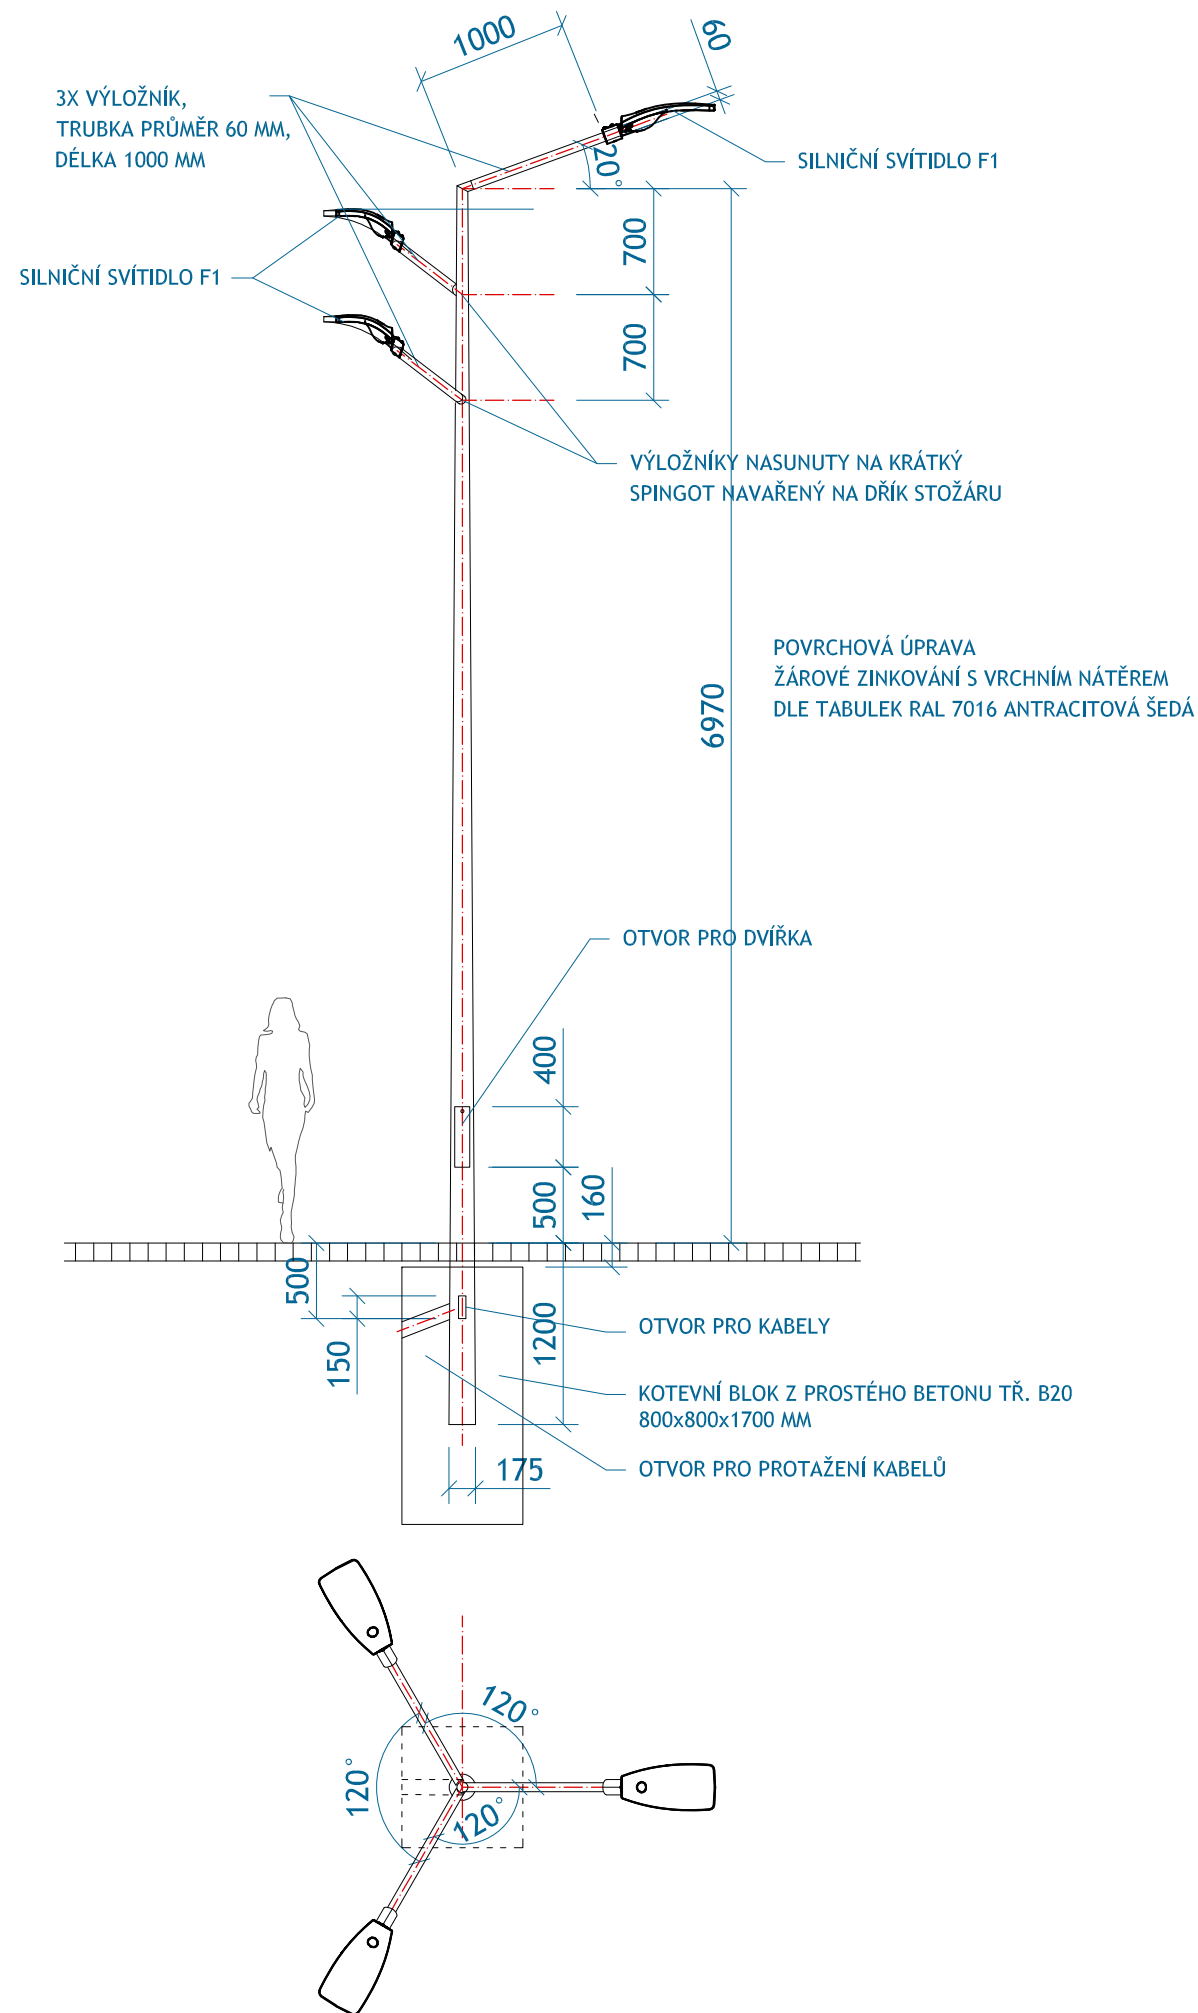 1000
60
3X VÝLOŽNÍK,
TRUBKA PRŮMĚR 60 MM,
DÉLKA 1000 MM
SILNIČNÍ SVÍTIDLO F1
20°
700
SILNIČNÍ SVÍTIDLO F1
700
VÝLOŽNÍKY NASUNUTY NA KRÁTKÝ
SPINGOT NAVAŘENÝ NA DŘÍK STOŽÁRU
6970
POVRCHOVÁ ÚPRAVA
ŽÁROVÉ ZINKOVÁNÍ S VRCHNÍM NÁTĚREM
DLE TABULEK RAL 7016 ANTRACITOVÁ ŠEDÁ
OTVOR PRO DVÍŘKA
400
500
160
500
150
1200
OTVOR PRO KABELY
KOTEVNÍ BLOK Z PROSTÉHO BETONU TŘ. B20
800x800x1700 MM
175
OTVOR PRO PROTAŽENÍ KABELŮ
120°
120°
120°